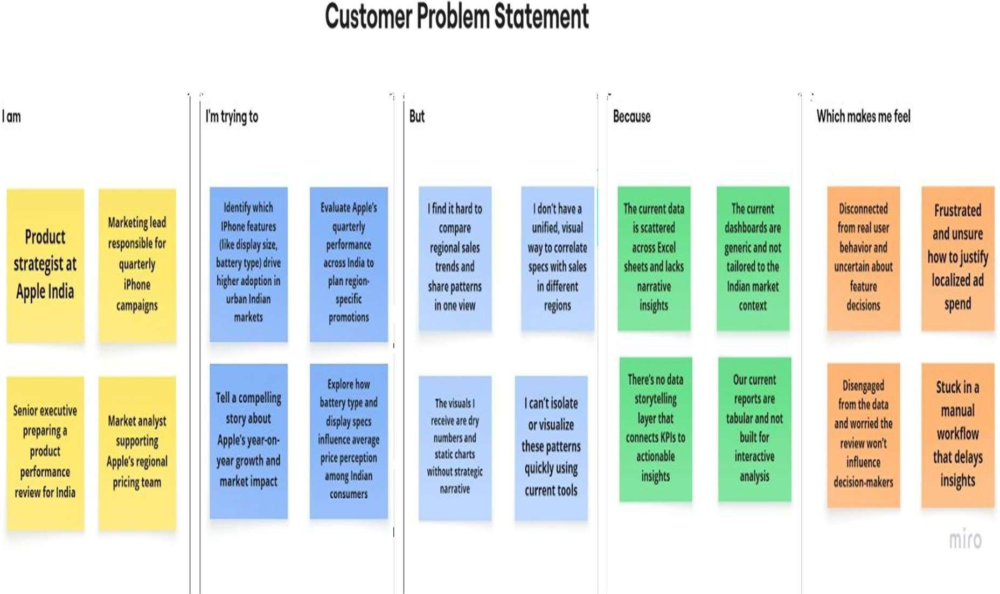 Customer Problem Statement
I am
Product
strategist at
Apple India
Marketing lead
responsible for
quarterly
iPhone
campaigns
Senior executive
preparing a
product
performance
review for India
Market analyst
supporting
Apple's regional
pricing team
I'm trying to
Identify which
IPhone features
(like display size,
battery type) drive
higher adoption in
urban Indian
markets
Evaluate Apple's
quarterly
performance
across India to
plan region-
specific
promotions
Tell a compelling
story about
Apple's year-on-
year growth and
market impact
Explore how
battery type and
display specs
influence average
price perception
among Indian
consumers
But
I find it hard to
compare
regional sales
trends and
share patterns
in one view
I don't have a
unified, visual
way to correlate
specs with sales
in different
regions
The visuals I
receive are dry
numbers and
static charts
without strategic
narrative
I can't isolate
or visualize
these patterns
quickly using
current tools
Because
The current data
is scattered
across Excel
sheets and lacks
narrative
insights
The current
dashboards are
generic and not
tailored to the
Indian market
context
There's no data
storytelling
layer that
connects KPIs to
actionable
insights
Our current
reports are
tabular and not
built for
interactive
analysis
Which makes me feel
Disconnected
from real user
behavior and
uncertain about
feature
decisions
Frustrated
and unsure
how to justify
localized ad
spend
Disengaged
from the data
and worried the
review won't
influence
decision-makers
Stuck in a
manual
workflow
that delays
insights
miro